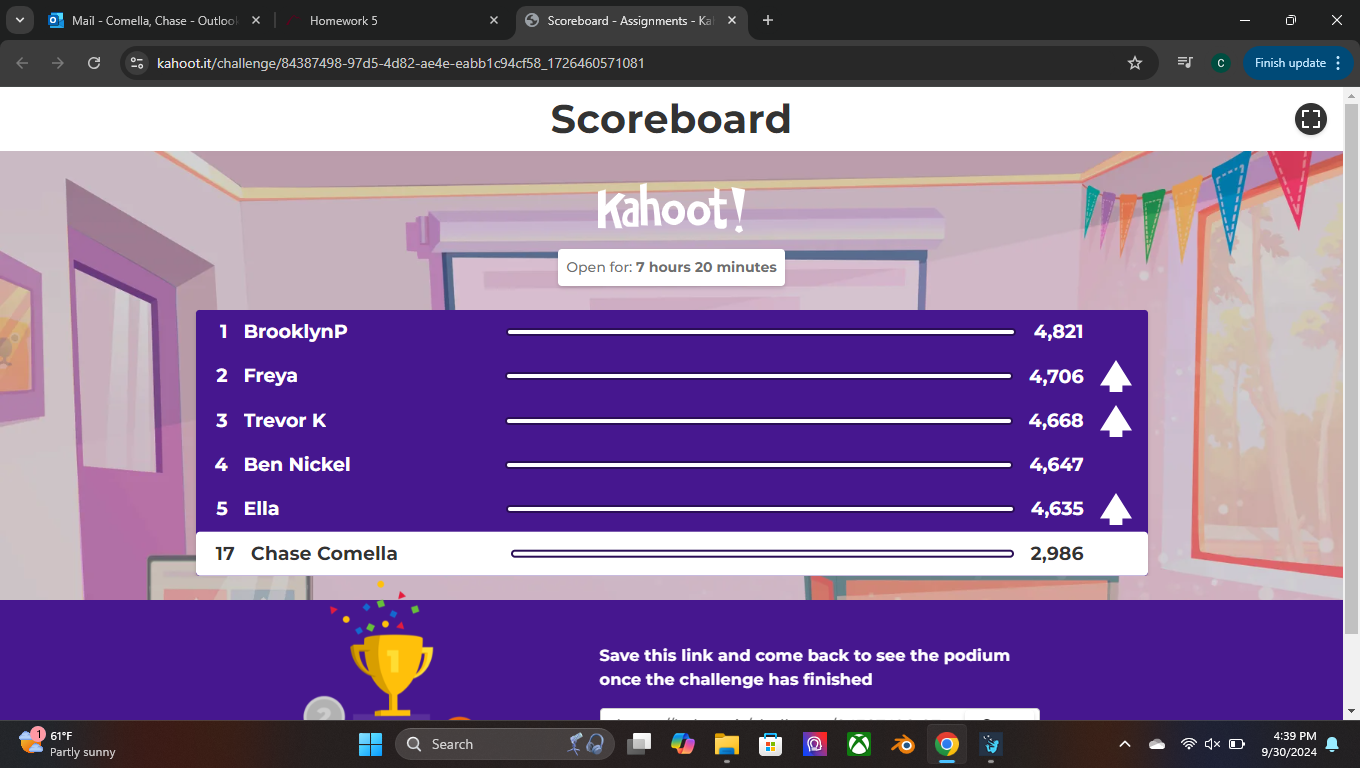 Mail - Comella, Chase - Outlook
Homework 5
Scoreboard - Assignments - Ka
kahoot.it/challenge/84387498-97d5-4d82-ae4e-eabb1c94cf58_1726460571081
C
Finish update
Scoreboard
Kahoot!
Open for: 7 hours 20 minutes
1 BrooklynP 4,821
2 Freya 4,706
3 Trevor K 4,668
4 Ben Nickel 4,647
5 Ella 4,635
17 Chase Comella 2,986
1
2
Save this link and come back to see the podium
once the challenge has finished
1
61°F
Partly sunny
Search
4:39 PM
9/30/2024